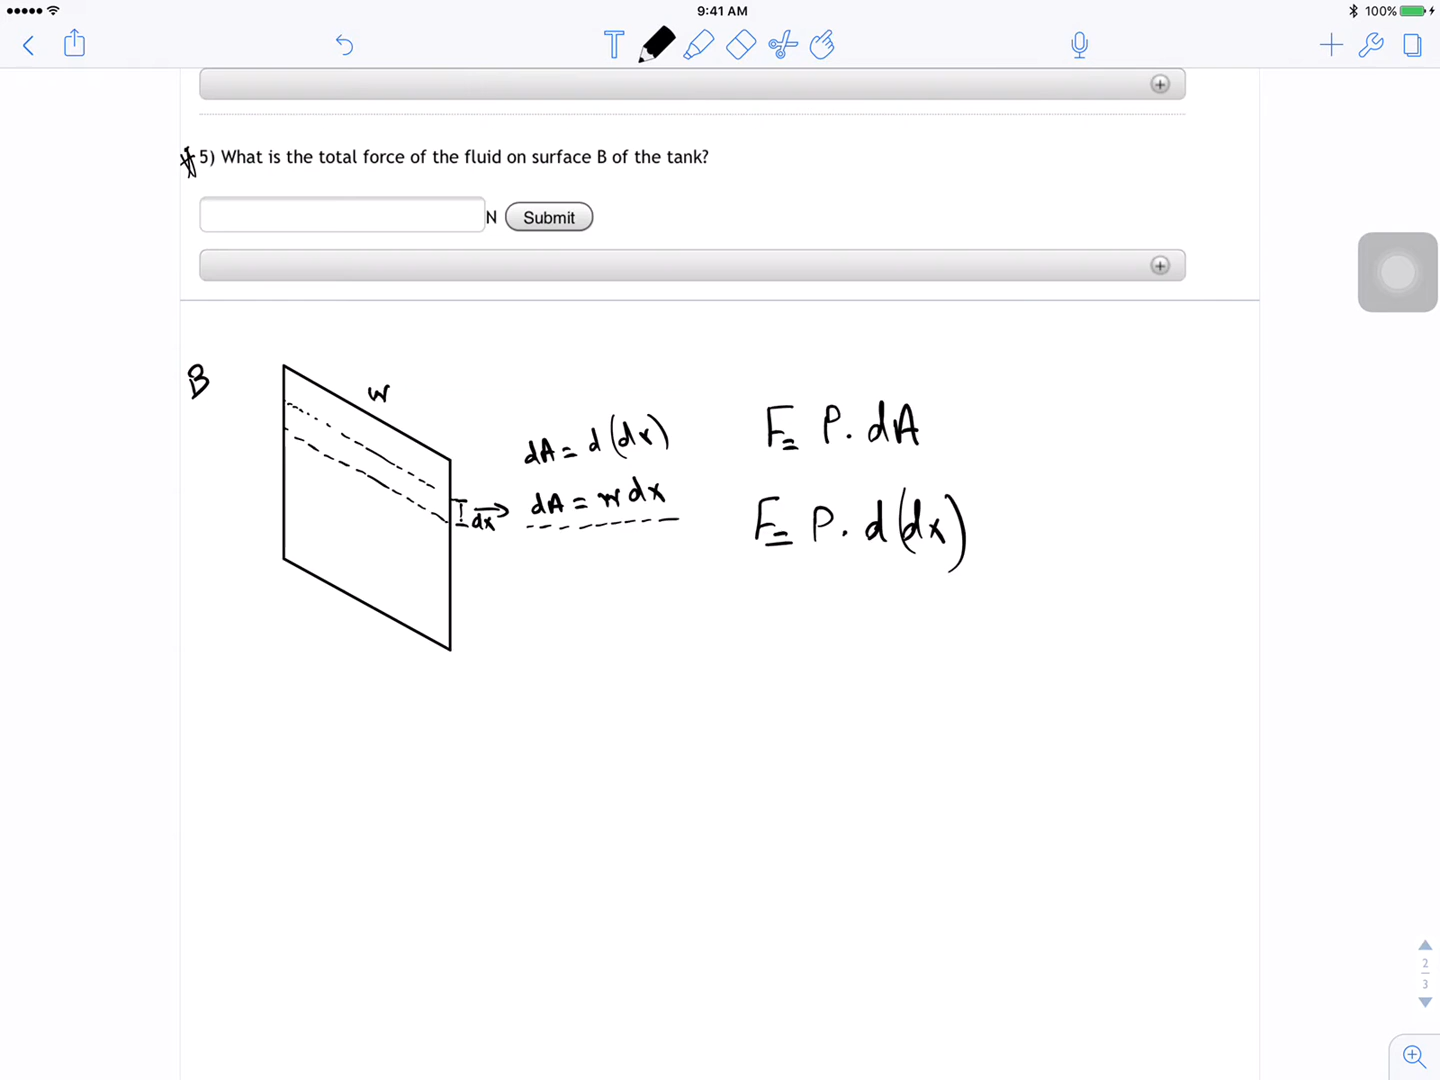 9:41 AM
100%
T
5) What is the total force of the fluid on surface B of the tank?
N Submit
B
w
dx
dA = d(dx)
dA = w dx
F = P. dA
F = P. d(dx)
2
3